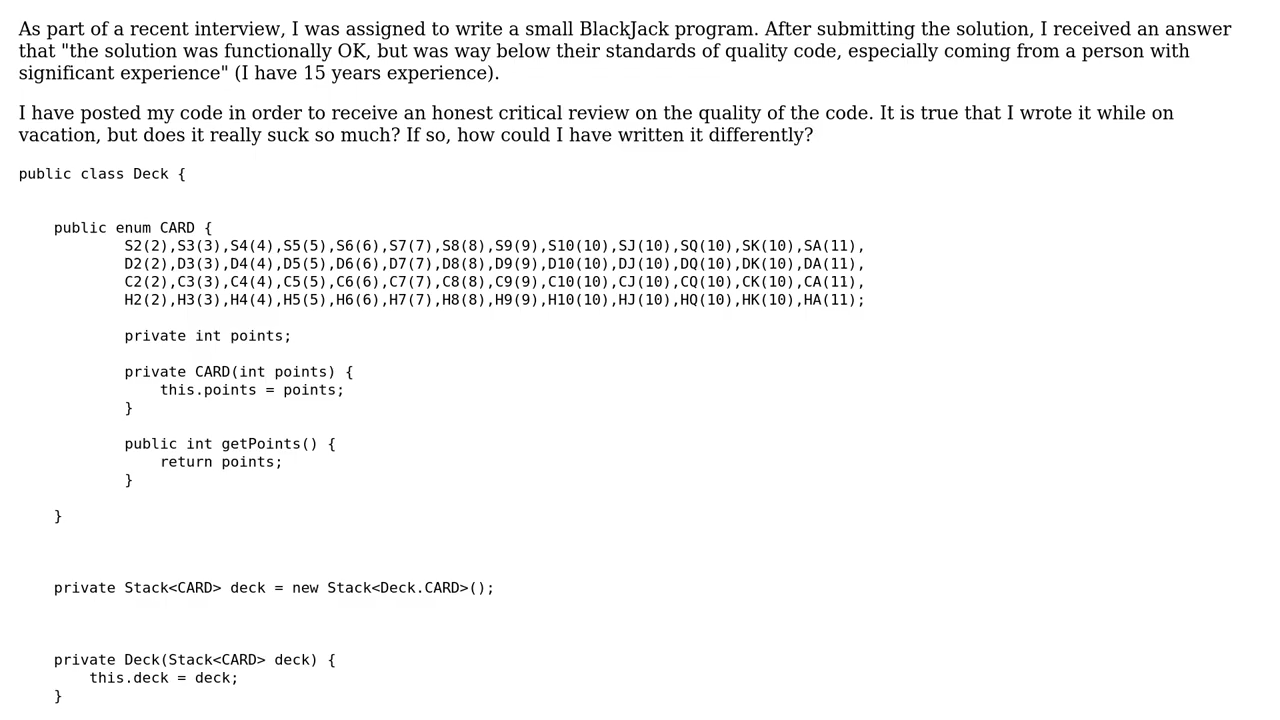 As part of a recent interview, I was assigned to write a small BlackJack program. After submitting the solution, I received an answer
that "the solution was functionally OK, but was way below their standards of quality code, especially coming from a person with
significant experience" (I have 15 years experience).
I have posted my code in order to receive an honest critical review on the quality of the code. It is true that I wrote it while on
vacation, but does it really suck so much? If so, how could I have written it differently?
public class Deck {
    public enum CARD {
            S2(2),S3(3),S4(4),S5(5),S6(6),S7(7),S8(8),S9(9),S10(10),SJ(10),SQ(10),SK(10),SA(11),
            D2(2),D3(3),D4(4),D5(5),D6(6),D7(7),D8(8),D9(9),D10(10),DJ(10),DQ(10),DK(10),DA(11),
            C2(2),C3(3),C4(4),C5(5),C6(6),C7(7),C8(8),C9(9),C10(10),CJ(10),CQ(10),CK(10),CA(11),
            H2(2),H3(3),H4(4),H5(5),H6(6),H7(7),H8(8),H9(9),H10(10),HJ(10),HQ(10),HK(10),HA(11);
            private int points;
            private CARD(int points) {
                this.points = points;
            }
            public int getPoints() {
                return points;
            }
    }
    private Stack<CARD> deck = new Stack<Deck.CARD>();
    private Deck(Stack<CARD> deck) {
        this.deck = deck;
    }